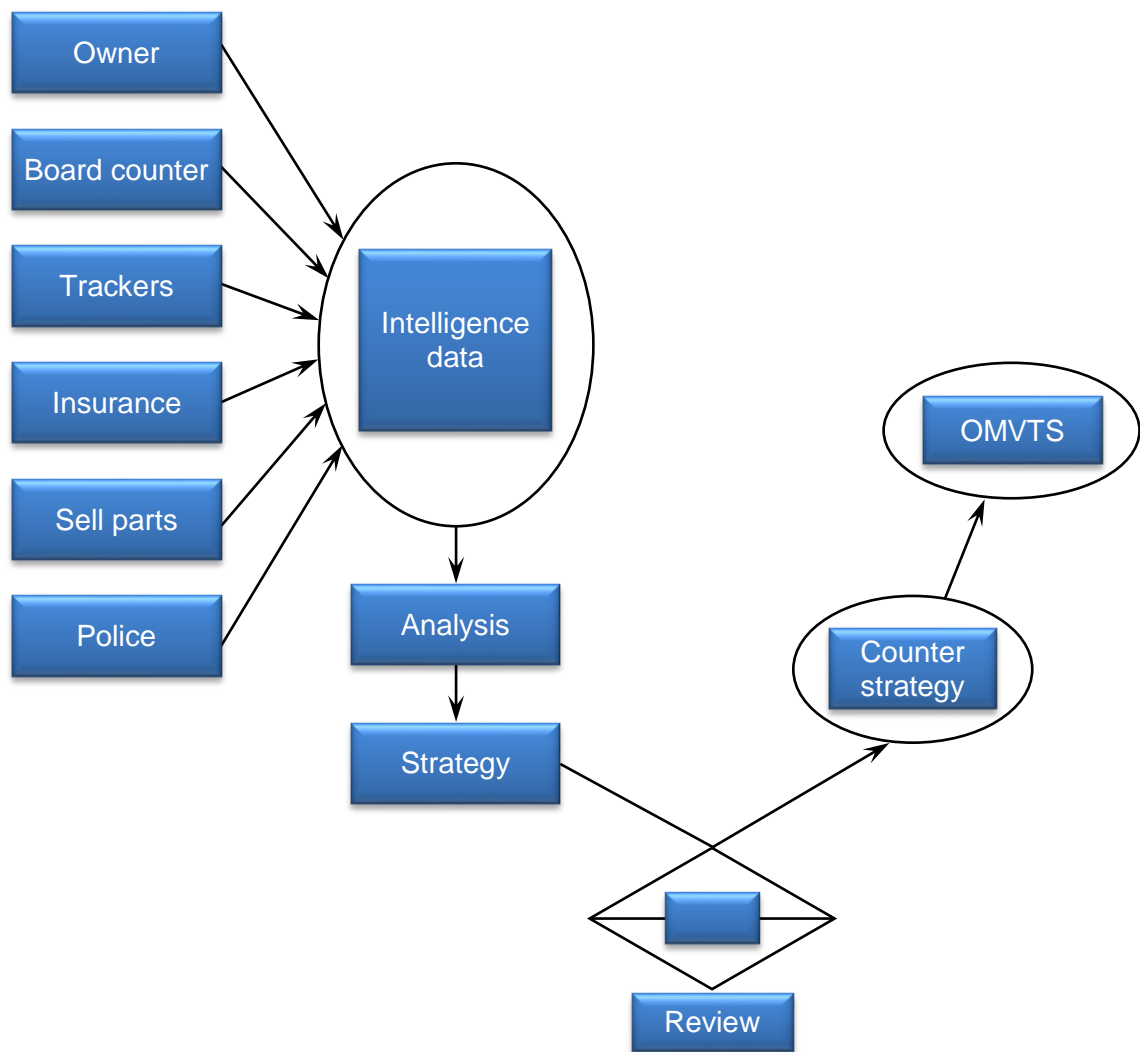 Owner
Board counter
Trackers
Insurance
Sell parts
Police
Intelligence
data
Analysis
Strategy
Review
Counter
strategy
OMVTS